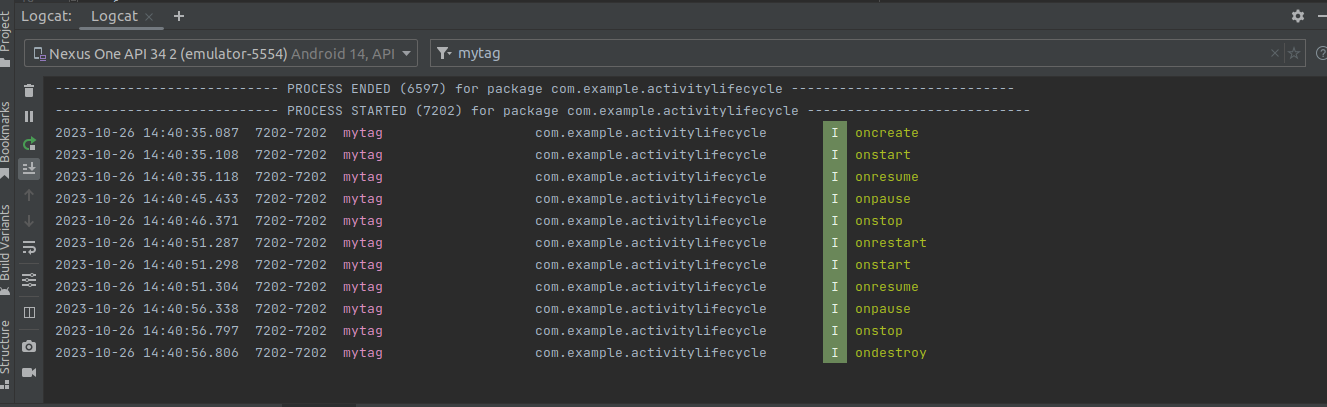 Logcat: Logcat × +
Nexus One API 34 2 (emulator-5554) Android 14, API
mytag
Project
Bookmarks
Build Variants
Structure
--------------------------- PROCESS ENDED (6597) for package com.example.activitylifecycle ----------------------------
--------------------------- PROCESS STARTED (7202) for package com.example.activitylifecycle ----------------------------
2023-10-26 14:40:35.087 7202-7202 mytag com.example.activitylifecycle I oncreate
2023-10-26 14:40:35.108 7202-7202 mytag com.example.activitylifecycle I onstart
2023-10-26 14:40:35.118 7202-7202 mytag com.example.activitylifecycle I onresume
2023-10-26 14:40:45.433 7202-7202 mytag com.example.activitylifecycle I onpause
2023-10-26 14:40:46.371 7202-7202 mytag com.example.activitylifecycle I onstop
2023-10-26 14:40:51.287 7202-7202 mytag com.example.activitylifecycle I onrestart
2023-10-26 14:40:51.298 7202-7202 mytag com.example.activitylifecycle I onstart
2023-10-26 14:40:51.304 7202-7202 mytag com.example.activitylifecycle I onresume
2023-10-26 14:40:56.338 7202-7202 mytag com.example.activitylifecycle I onpause
2023-10-26 14:40:56.797 7202-7202 mytag com.example.activitylifecycle I onstop
2023-10-26 14:40:56.806 7202-7202 mytag com.example.activitylifecycle I ondestroy